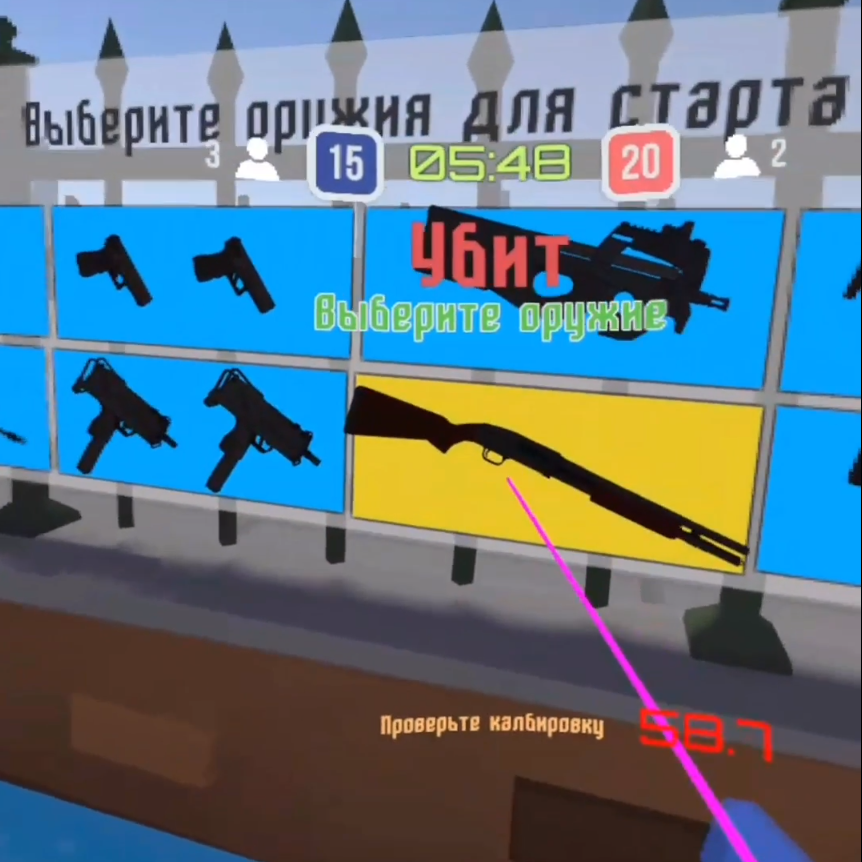 Выберите оружия для старта
3 15 05:48 20 2
Убит
Выберите оружие
Проверьте калбировку 58.7